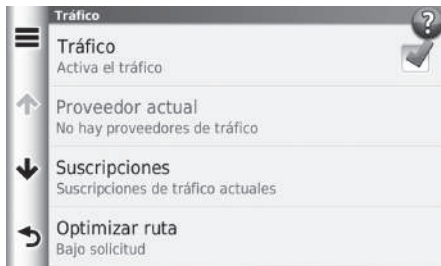 Tráfico
?
Tráfico
Activa el tráfico
Proveedor actual
No hay proveedores de tráfico
Suscripciones
Suscripciones de tráfico actuales
Optimizar ruta
Bajo solicitud